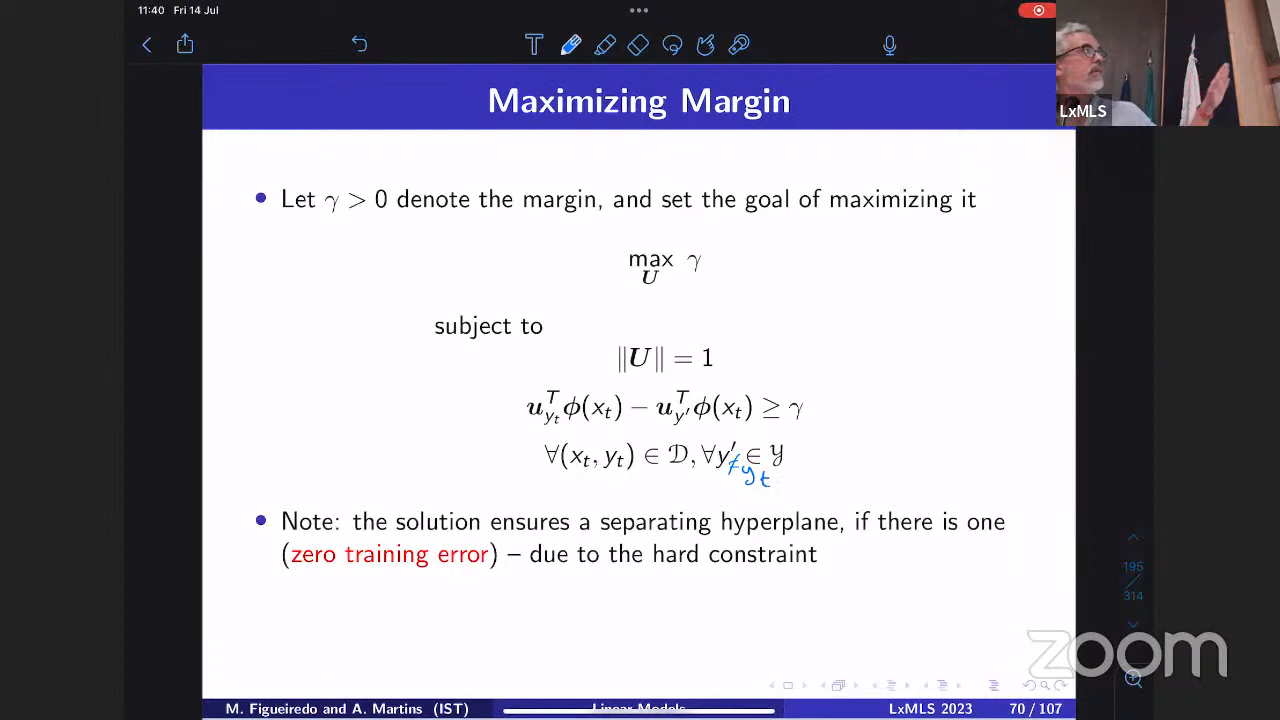 11:40 Fri 14 Jul
T
LxMLS
Maximizing Margin
• Let γ > 0 denote the margin, and set the goal of maximizing it
max γ
U
subject to
‖U‖ = 1
u_{y_t}^T ϕ(x_t) − u_{y′}^T ϕ(x_t) ≥ γ
∀(x_t, y_t) ∈ 𝒟, ∀y′ ∈ 𝒴
≠ y_t
• Note: the solution ensures a separating hyperplane, if there is one
(zero training error) – due to the hard constraint
195
314
zoom
M. Figueiredo and A. Martins (IST) Linear Models LxMLS 2023 70 / 107